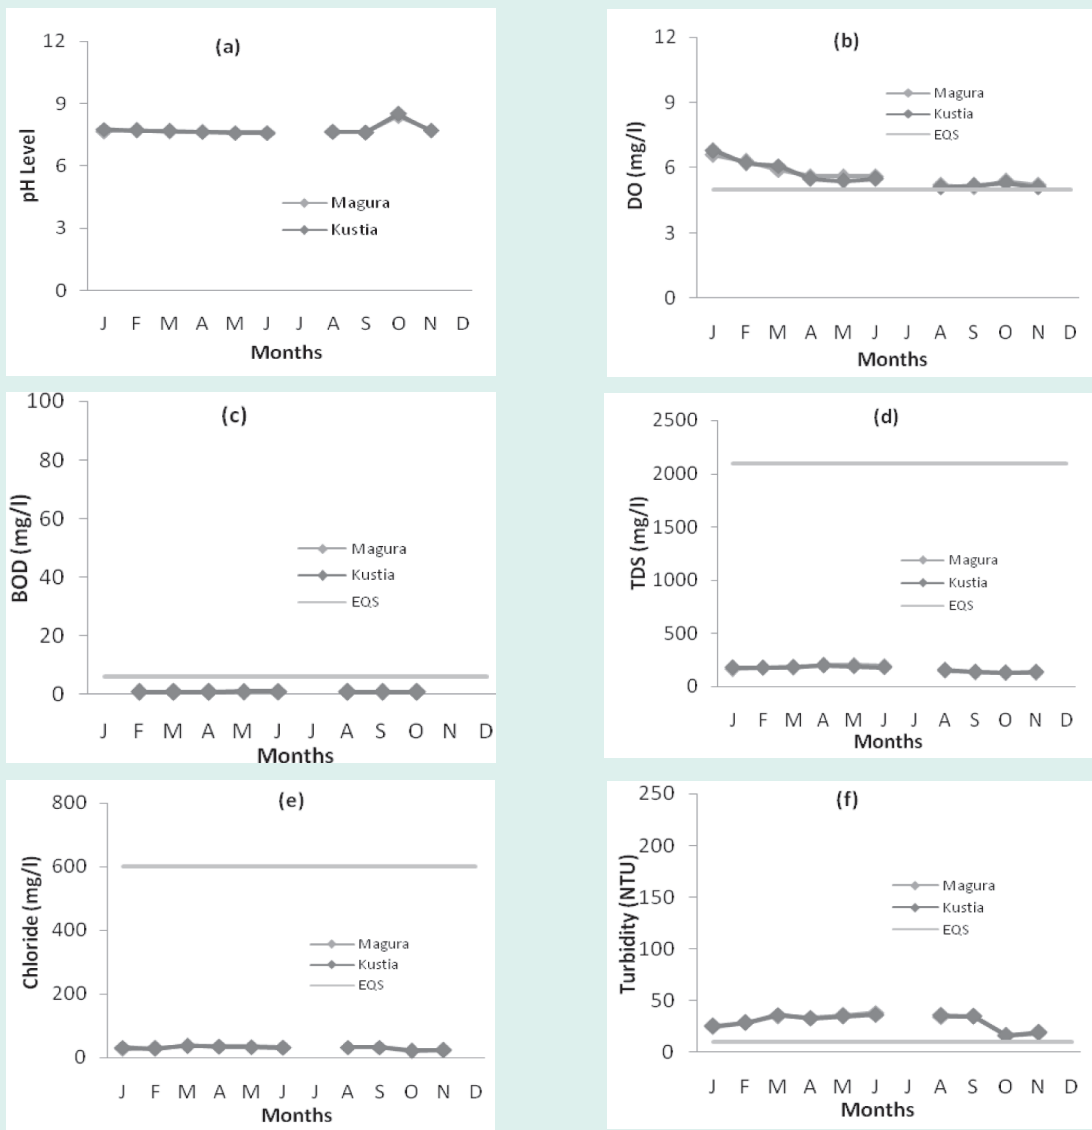 (a)
pH Level
12
9
6
3
0
Magura
Kustia
J F M A M J J A S O N D
Months
(b)
DO (mg/l)
12
9
6
3
0
Magura
Kustia
EQS
J F M A M J J A S O N D
Months
(c)
BOD (mg/l)
100
80
60
40
20
0
Magura
Kustia
EQS
J F M A M J J A S O N D
Months
(d)
TDS (mg/l)
2500
2000
1500
1000
500
0
Magura
Kustia
EQS
J F M A M J J A S O N D
Months
(e)
Chloride (mg/l)
800
600
400
200
0
Magura
Kustia
EQS
J F M A M J J A S O N D
Months
(f)
Turbidity (NTU)
250
200
150
100
50
0
Magura
Kustia
EQS
J F M A M J J A S O N D
Months